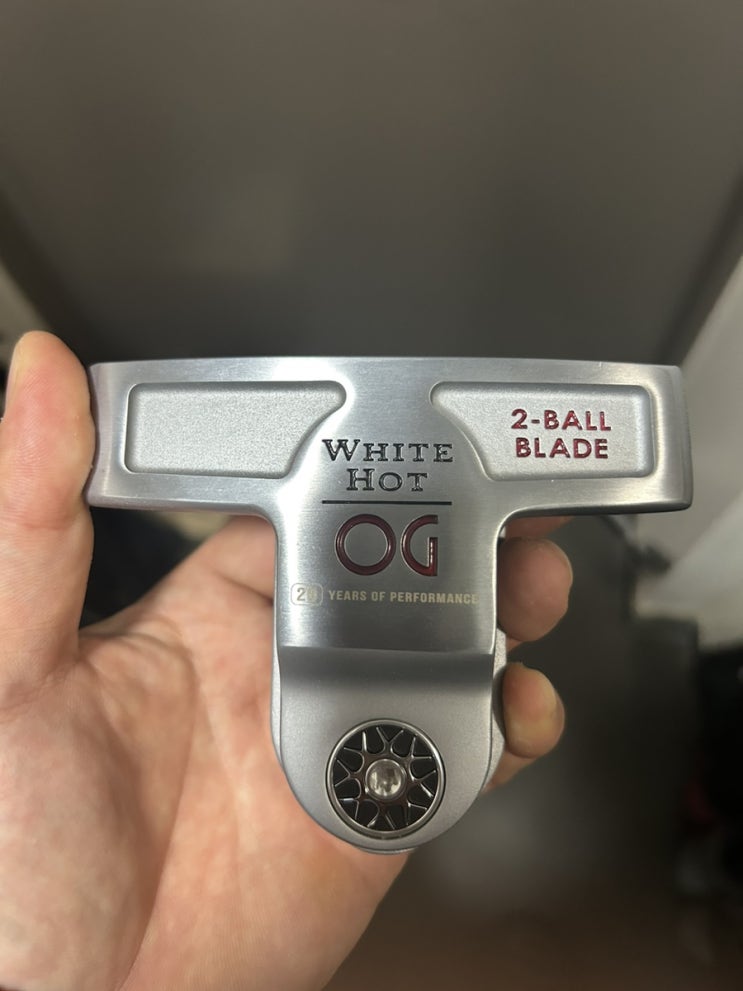 WHITE
HOT
OG
YEARS OF PERFORMANCE
2-BALL
BLADE